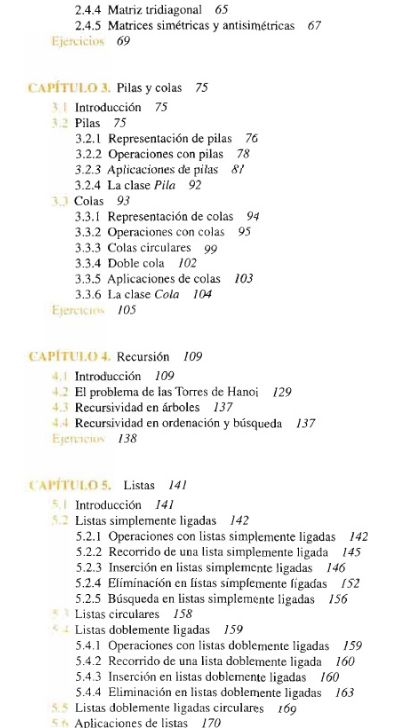 2.4.4 Matriz tridiagonal 65
2.4.5 Matrices simétricas y antisimétricas 67
Ejercicios 69
CAPÍTULO 3. Pilas y colas 75
3.1 Introducción 75
3.2 Pilas 75
3.2.1 Representación de pilas 76
3.2.2 Operaciones con pilas 78
3.2.3 Aplicaciones de pilas 81
3.2.4 La clase Pila 92
3.3 Colas 93
3.3.1 Representación de colas 94
3.3.2 Operaciones con colas 95
3.3.3 Colas circulares 99
3.3.4 Doble cola 102
3.3.5 Aplicaciones de colas 103
3.3.6 La clase Cola 104
Ejercicios 105
CAPÍTULO 4. Recursión 109
4.1 Introducción 109
4.2 El problema de las Torres de Hanoi 129
4.3 Recursividad en árboles 137
4.4 Recursividad en ordenación y búsqueda 137
Ejercicios 138
CAPÍTULO 5. Listas 141
5.1 Introducción 141
5.2 Listas simplemente ligadas 142
5.2.1 Operaciones con listas simplemente ligadas 142
5.2.2 Recorrido de una lista simplemente ligada 145
5.2.3 Inserción en listas simplemente ligadas 146
5.2.4 Eliminación en listas simplemente ligadas 152
5.2.5 Búsqueda en listas simplemente ligadas 156
5.3 Listas circulares 158
5.4 Listas doblemente ligadas 159
5.4.1 Operaciones con listas doblemente ligadas 159
5.4.2 Recorrido de una lista doblemente ligada 160
5.4.3 Inserción en listas doblemente ligadas 160
5.4.4 Eliminación en listas doblemente ligadas 163
5.5 Listas doblemente ligadas circulares 169
5.6 Aplicaciones de listas 170